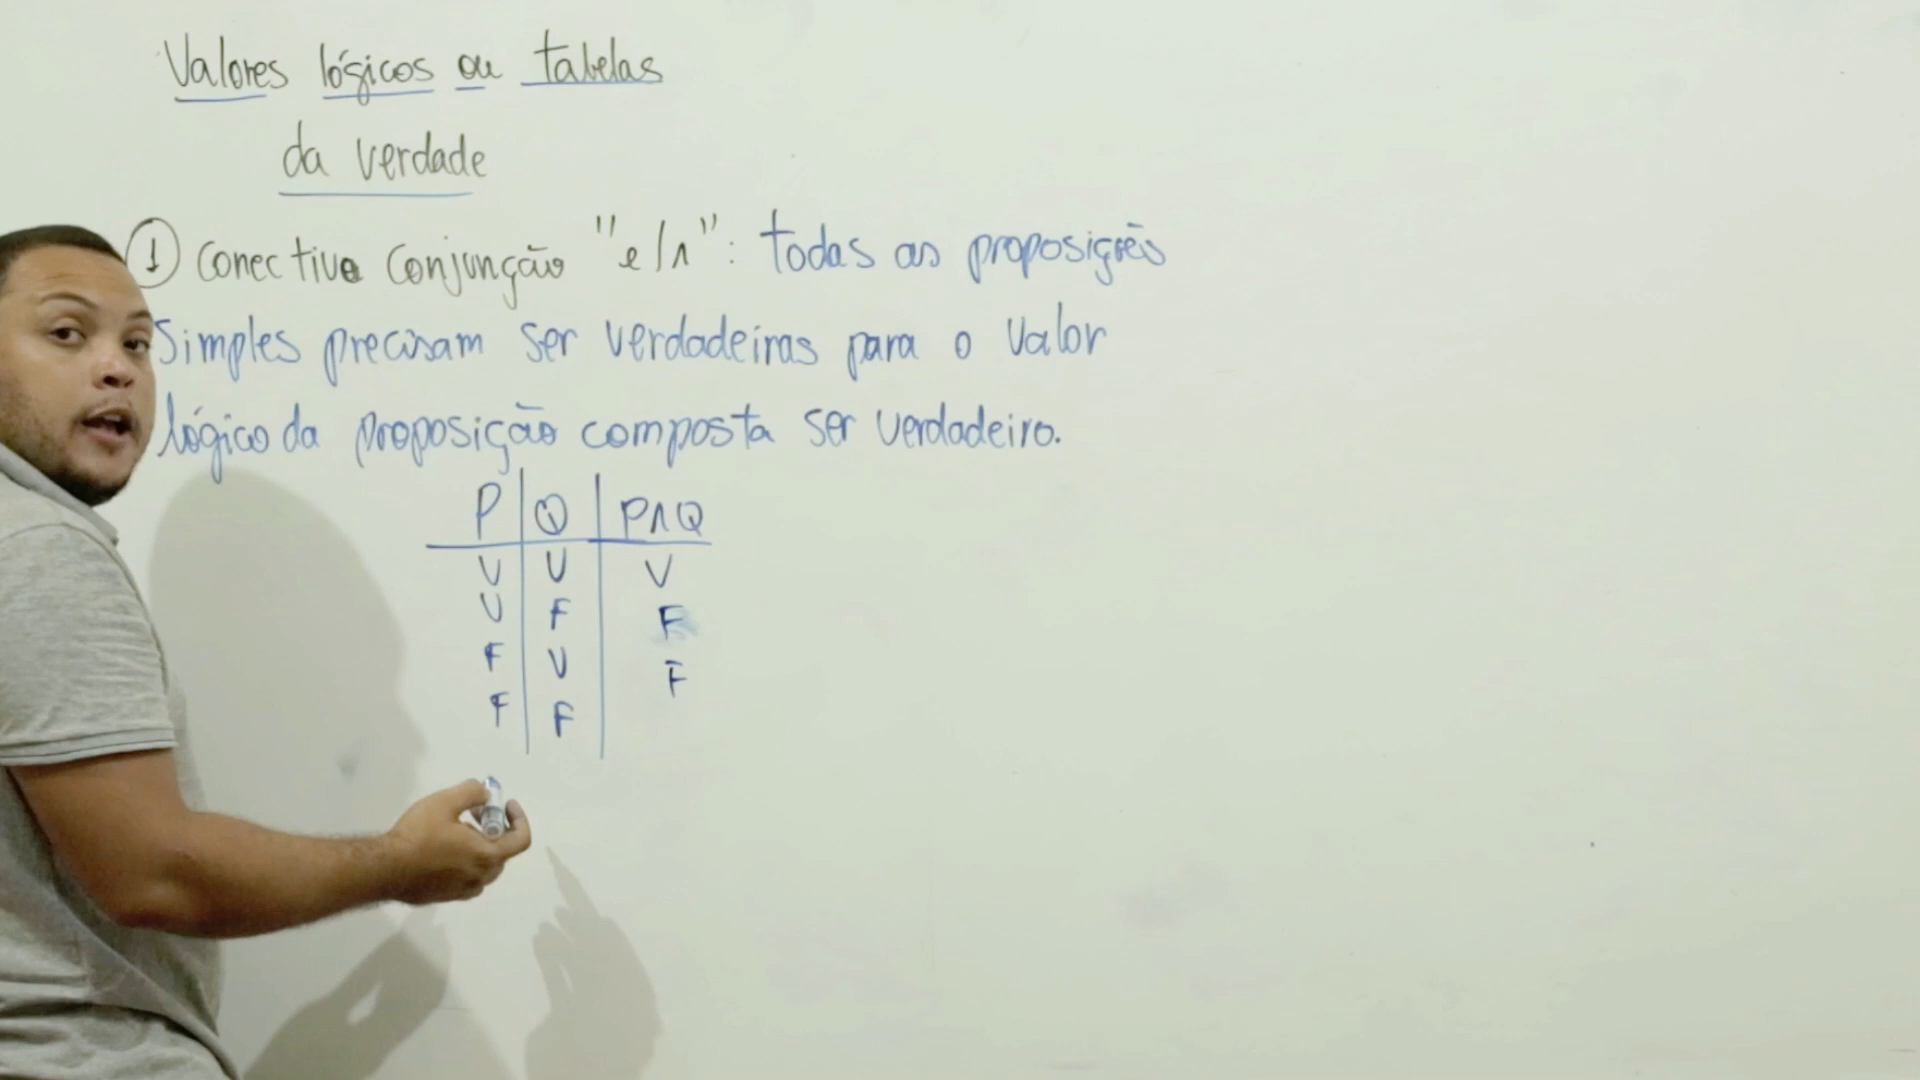 Valores lógicos ou tabelas
da verdade
① Conectivo Conjunção "e/∧": todas as proposições
Simples precisam ser verdadeiras para o valor
lógico da proposição composta ser verdadeiro.
P Q P∧Q
V V V
V F F
F V F
F F